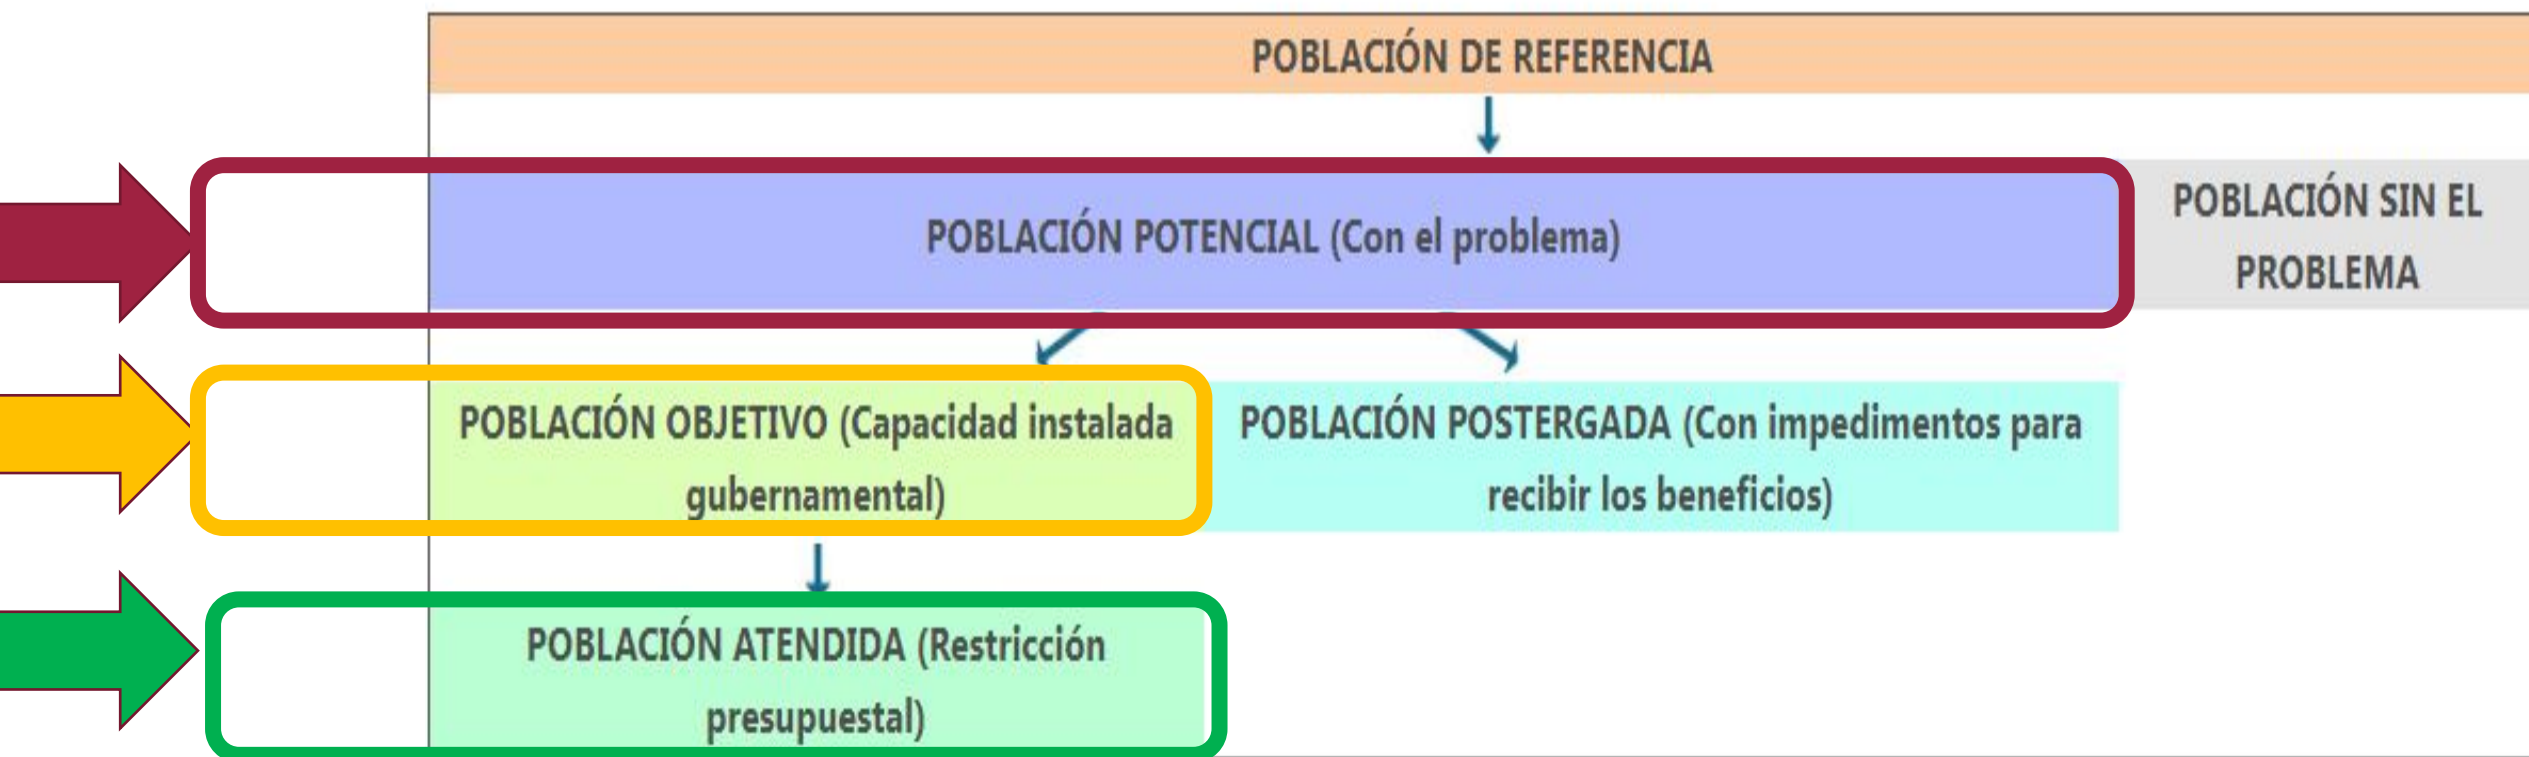 POBLACIÓN DE REFERENCIA
POBLACIÓN POTENCIAL (Con el problema)
POBLACIÓN SIN EL
PROBLEMA
POBLACIÓN OBJETIVO (Capacidad instalada
gubernamental)
POBLACIÓN POSTERGADA (Con impedimentos para
recibir los beneficios)
POBLACIÓN ATENDIDA (Restricción
presupuestal)